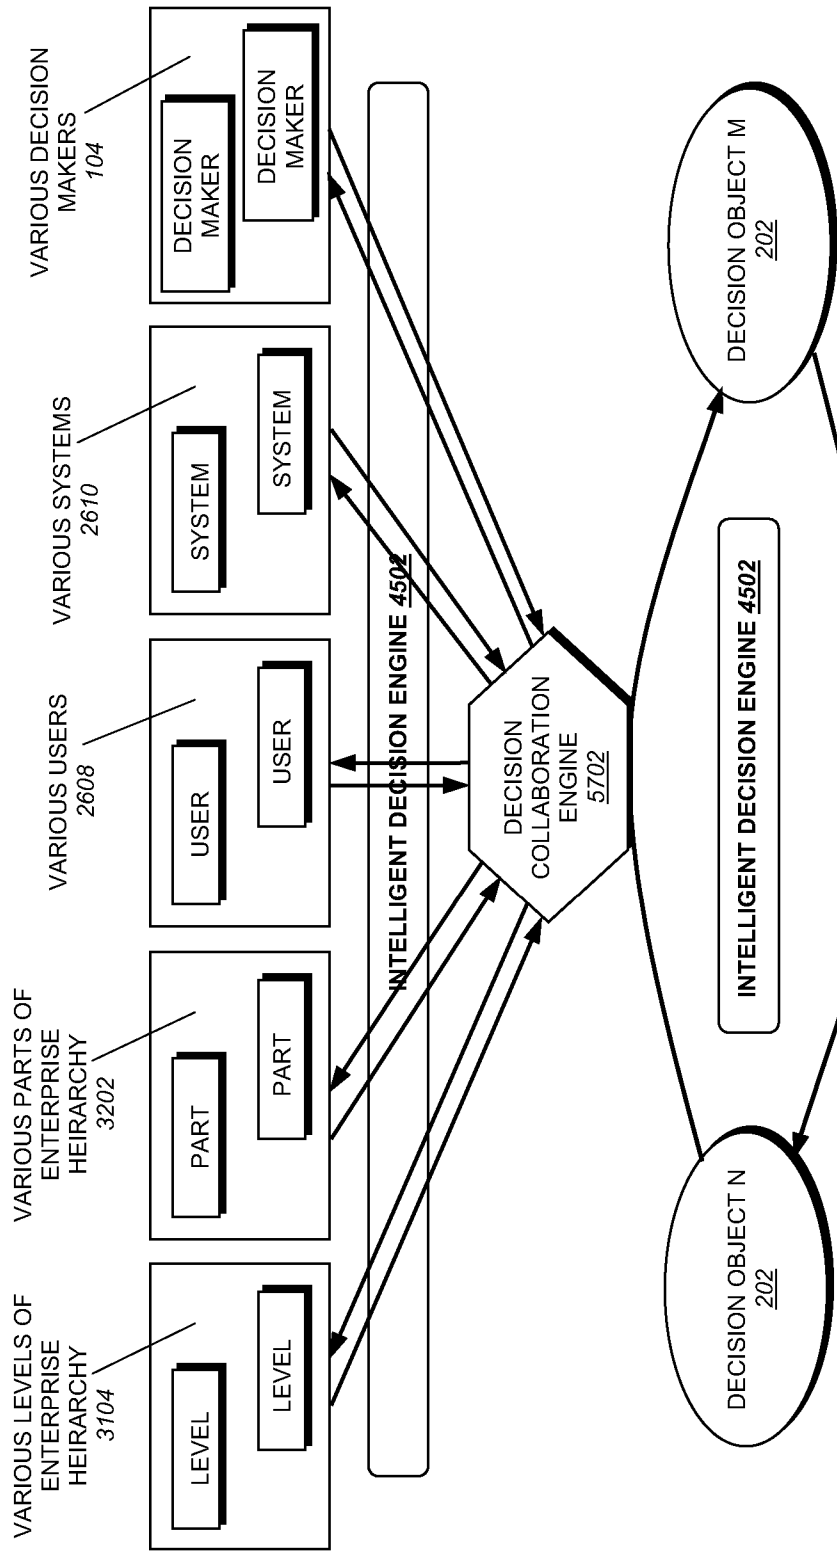 VARIOUS LEVELS OF
ENTERPRISE
HEIRARCHY
3104
VARIOUS PARTS OF
ENTERPRISE
HEIRARCHY
3202
VARIOUS USERS
2608
VARIOUS SYSTEMS
2610
VARIOUS DECISION
MAKERS
104
LEVEL
LEVEL
PART
PART
USER
USER
SYSTEM
SYSTEM
DECISION
MAKER
DECISION
MAKER
INTELLIGENT DECISION ENGINE 4502
DECISION
COLLABORATION
ENGINE
5702
DECISION OBJECT N
202
INTELLIGENT DECISION ENGINE 4502
DECISION OBJECT M
202